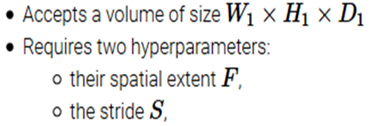 • Accepts a volume of size W₁ × H₁ × D₁
• Requires two hyperparameters:
○ their spatial extent F,
○ the stride S,